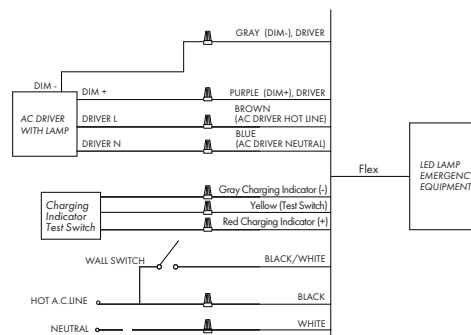 GRAY (DIM-), DRIVER
DIM -
DIM +
PURPLE (DIM+), DRIVER
AC DRIVER
WITH LAMP
DRIVER L
BROWN
(AC DRIVER HOT LINE)
DRIVER N
BLUE
(AC DRIVER NEUTRAL)
Flex
LED LAMP
EMERGENCY
EQUIPMENT
Charging
Indicator
Test Switch
Gray Charging Indicator (-)
Yellow (Test Switch)
Red Charging Indicator (+)
WALL SWITCH
BLACK/WHITE
HOT A.C.LINE
BLACK
NEUTRAL
WHITE